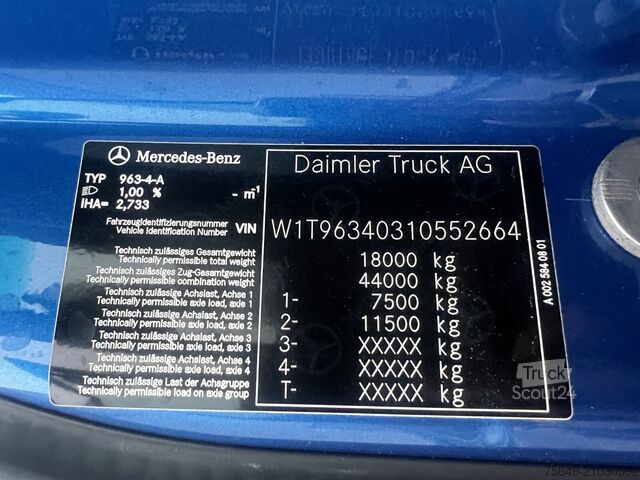 Mercedes-Benz
Daimler Truck AG
TYP 963-4-A
1,00 % - m-1
IHA= 2,733
Fahrzeugidentifizierungsnummer
Vehicle Identification Number VIN W1T96340310552664
Technisch zulässiges Gesamtgewicht
Technically permissible total weight 18000 kg
Technisch zulässiges Zug-Gesamtgewicht
Technically permissible combination weight 44000 kg
Technisch zulässige Achslast, Achse 1
Technically permissible axle load, axle 1 1- 7500 kg
Technisch zulässige Achslast, Achse 2
Technically permissible axle load, axle 2 2- 11500 kg
Technisch zulässige Achslast, Achse 3
Technically permissible axle load, axle 3 3- XXXXX kg
Technisch zulässige Achslast, Achse 4
Technically permissible axle load, axle 4 4- XXXXX kg
Technisch zulässige Last der Achsgruppe
Technically permissible load on axle group T- XXXXX kg
A 002 584 08 01
Truck
Scout24